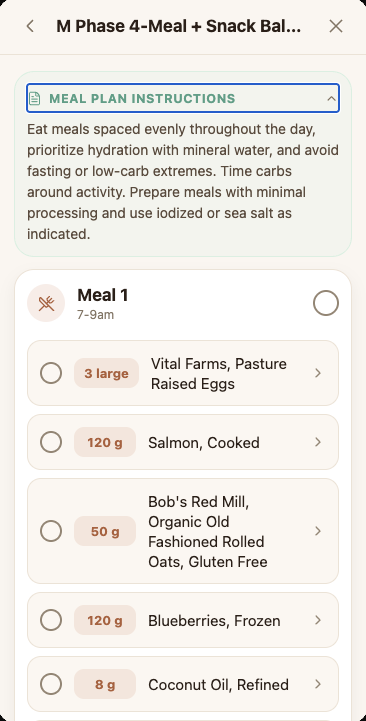 M Phase 4-Meal + Snack Bal...
MEAL PLAN INSTRUCTIONS
Eat meals spaced evenly throughout the day,
prioritize hydration with mineral water, and avoid
fasting or low-carb extremes. Time carbs
around activity. Prepare meals with minimal
processing and use iodized or sea salt as
indicated.
Meal 1
7-9am
3 large
Vital Farms, Pasture
Raised Eggs
120 g
Salmon, Cooked
50 g
Bob's Red Mill,
Organic Old
Fashioned Rolled
Oats, Gluten Free
120 g
Blueberries, Frozen
8 g
Coconut Oil, Refined